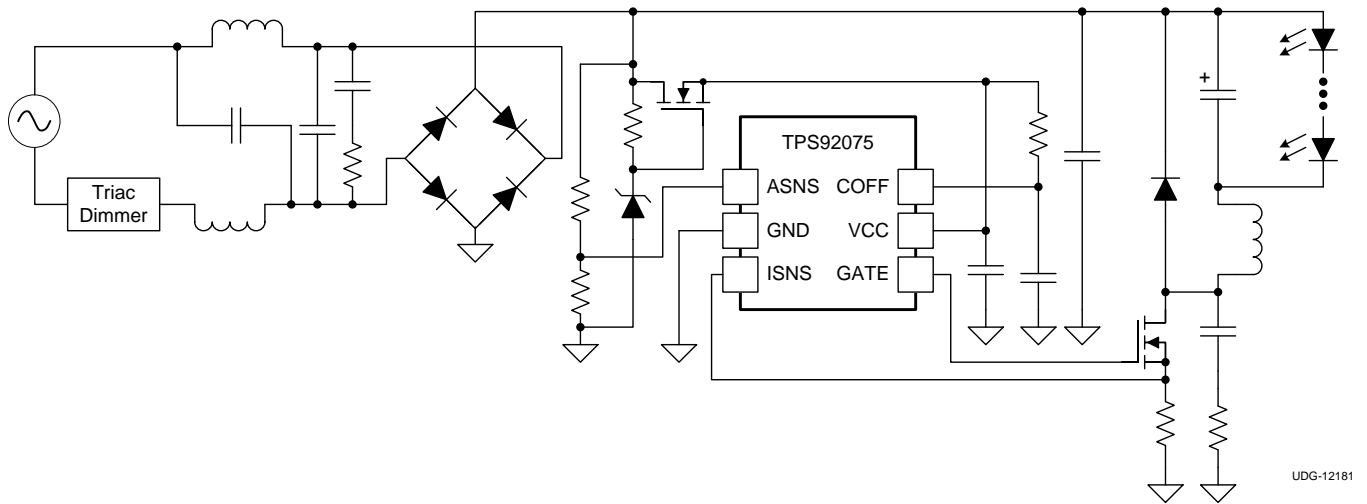 Triac
Dimmer
TPS92075
ASNS
COFF
GND
VCC
ISNS
GATE
+
UDG-12181